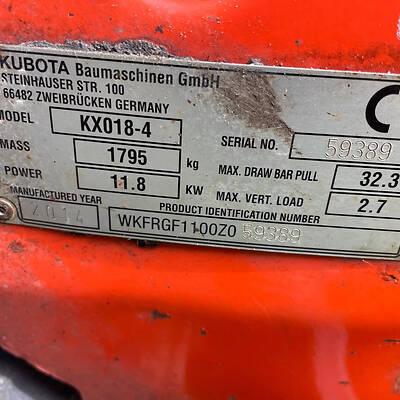 KUBOTA Baumaschinen GmbH
STEINHAUSER STR. 100
66482 ZWEIBRÜCKEN GERMANY
MODEL KX018-4 SERIAL NO. 59389
MASS 1795 kg MAX. DRAW BAR PULL 32.3
POWER 11.8 KW MAX. VERT. LOAD 2.7
MANUFACTURED YEAR PRODUCT IDENTIFICATION NUMBER
2014 WKFRGF1100Z0 59389